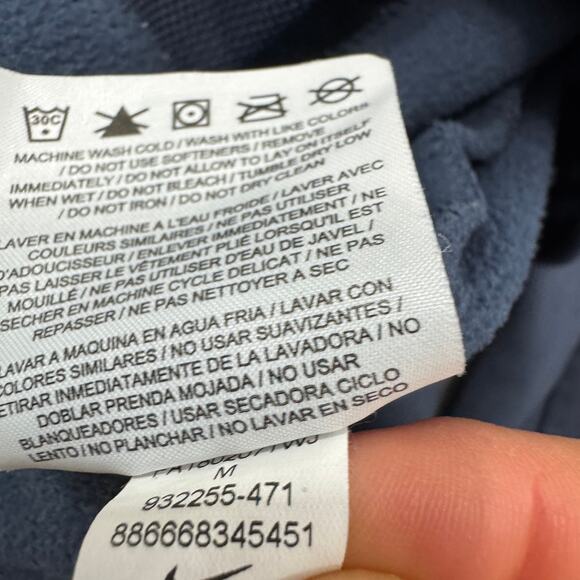 30C
MACHINE WASH COLD / WASH WITH LIKE COLORS
/ DO NOT USE SOFTENERS / REMOVE
IMMEDIATELY / DO NOT ALLOW TO LAY ON ITSELF
WHEN WET / DO NOT BLEACH / TUMBLE DRY LOW
/ DO NOT IRON / DO NOT DRY CLEAN
LAVER EN MACHINE A L'EAU FROIDE / LAVER AVEC
COULEURS SIMILAIRES / NE PAS UTILISER
D'ADOUCISSEUR / ENLEVER IMMEDIATEMENT / NE
PAS LAISSER LE VÊTEMENT PLIÉ LORSQU'IL EST
MOUILLÉ / NE PAS UTILISER D'EAU DE JAVEL /
SECHER EN MACHINE CYCLE DELICAT / NE PAS
REPASSER / NE PAS NETTOYER A SEC
LAVAR A MAQUINA EN AGUA FRIA / LAVAR CON
COLORES SIMILARES / NO USAR SUAVIZANTES /
RETIRAR IMMEDIATAMENTE DE LA LAVADORA / NO
DOBLAR PRENDA MOJADA / NO USAR
BLANQUEADORES / USAR SECADORA CICLO
LENTO / NO PLANCHAR / NO LAVAR EN SECO
M
932255-471
886668345451